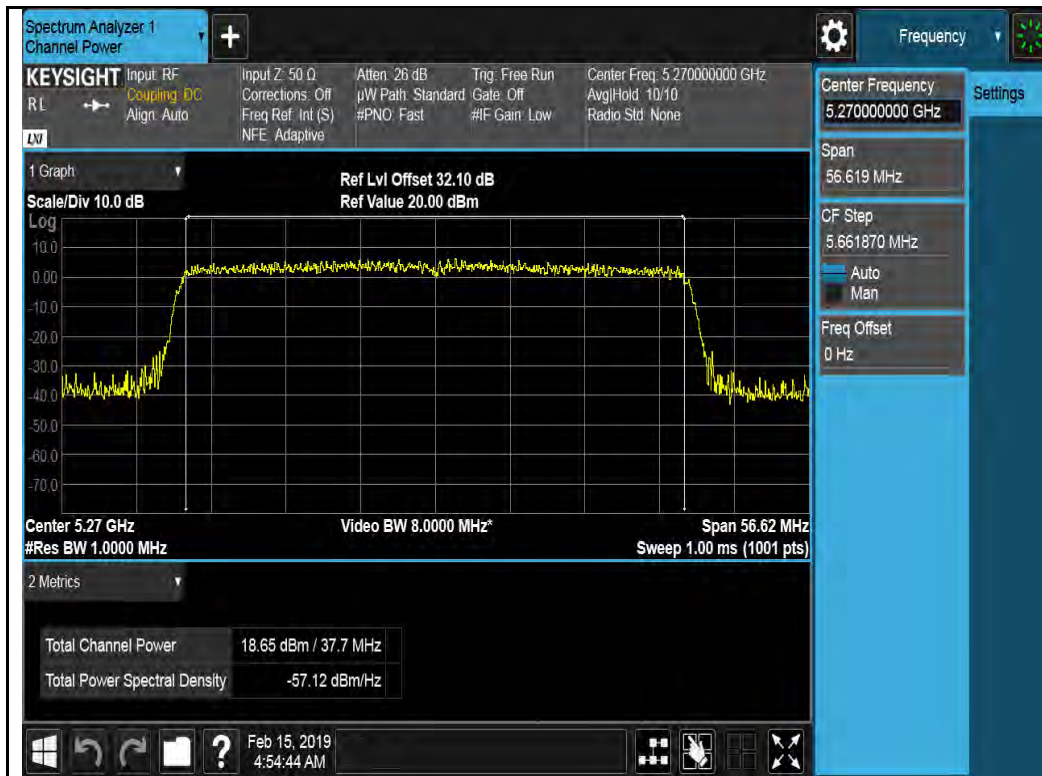 Spectrum Analyzer 1
Channel Power
Frequency
KEYSIGHT
RL
LXI
Input: RF
Coupling: DC
Align: Auto
Input Z: 50 Ω
Corrections: Off
Freq Ref: Int (S)
NFE: Adaptive
Atten: 26 dB
µW Path: Standard
#PNO: Fast
Trig: Free Run
Gate: Off
#IF Gain: Low
Center Freq: 5.270000000 GHz
Avg|Hold: 10/10
Radio Std: None
Center Frequency
5.270000000 GHz
Settings
Span
56.619 MHz
CF Step
5.661870 MHz
Auto
Man
Freq Offset
0 Hz
1 Graph
Scale/Div 10.0 dB
Ref Lvl Offset 32.10 dB
Ref Value 20.00 dBm
Log
10.0
0.00
-10.0
-20.0
-30.0
-40.0
-50.0
-60.0
-70.0
Center 5.27 GHz
#Res BW 1.0000 MHz
Video BW 8.0000 MHz*
Span 56.62 MHz
Sweep 1.00 ms (1001 pts)
2 Metrics
Total Channel Power 18.65 dBm / 37.7 MHz
Total Power Spectral Density -57.12 dBm/Hz
Feb 15, 2019
4:54:44 AM